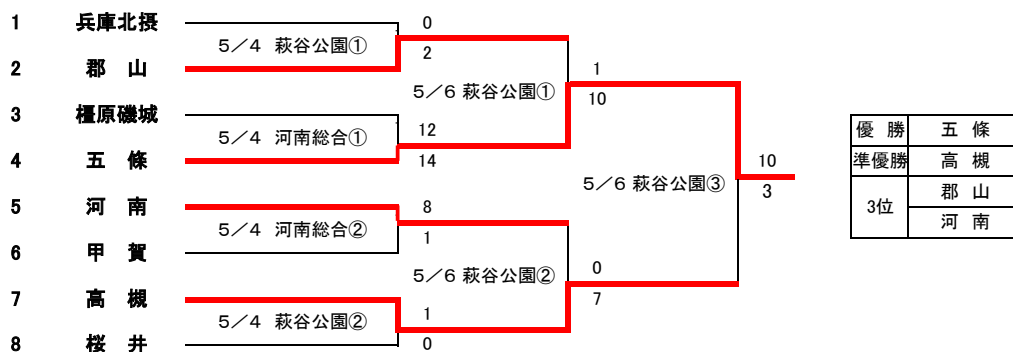 1 兵庫北摂
0
5／4 萩谷公園①
2 郡 山
2
1
5／6 萩谷公園①
10
3 橿原磯城
12
5／4 河南総合①
4 五 條
14
10
5／6 萩谷公園③
3
5 河 南
8
5／4 河南総合②
1
6 甲 賀
0
5／6 萩谷公園②
7
7 高 槻
1
5／4 萩谷公園②
8 桜 井
0
優 勝 五 條
準優勝 高 槻
3位 郡 山
河 南